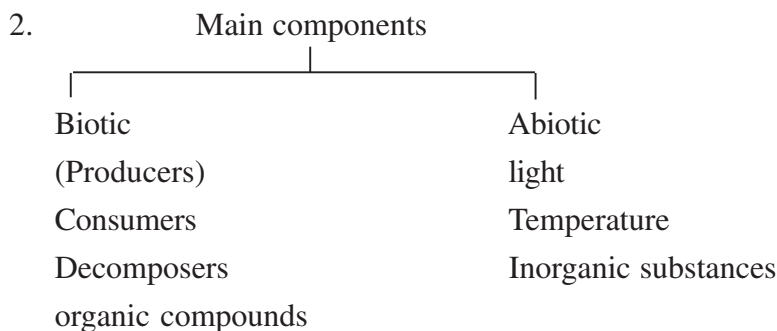 2. Main components
Biotic Abiotic
(Producers) light
Consumers Temperature
Decomposers Inorganic substances
organic compounds